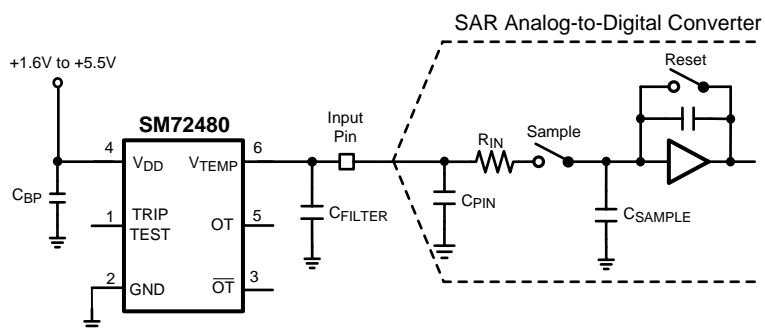 SAR Analog-to-Digital Converter
+1.6V to +5.5V
Reset
Input
Pin
SM72480
RIN
Sample
4
VDD
VTEMP
6
CBP
CFILTER
CPIN
CSAMPLE
1
TRIP
TEST
OT
5
2
GND
OT
3